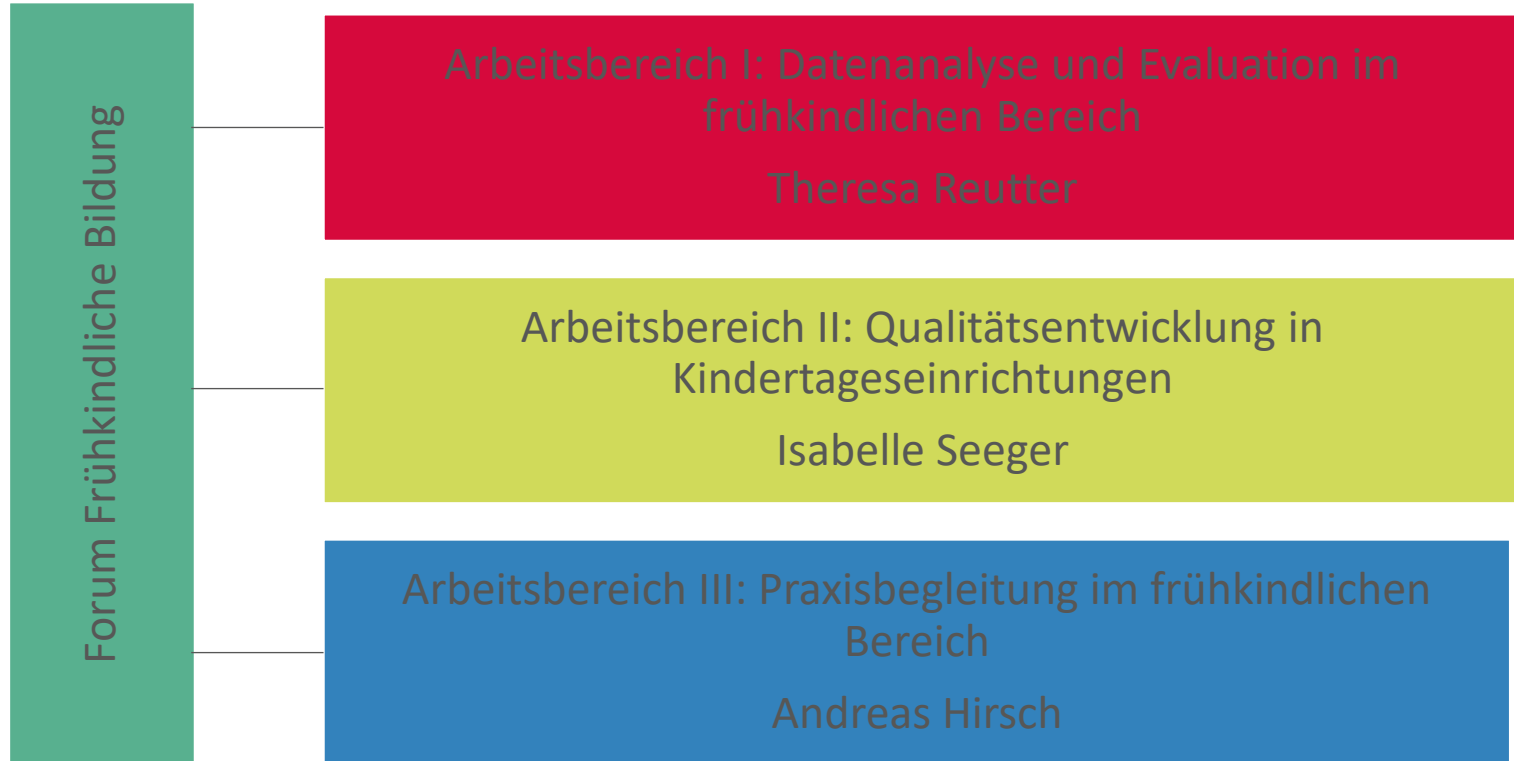 Forum Frühkindliche Bildung
Arbeitsbereich I: Datenanalyse und Evaluation im
frühkindlichen Bereich
Theresa Reutter
Arbeitsbereich II: Qualitätsentwicklung in
Kindertageseinrichtungen
Isabelle Seeger
Arbeitsbereich III: Praxisbegleitung im frühkindlichen
Bereich
Andreas Hirsch